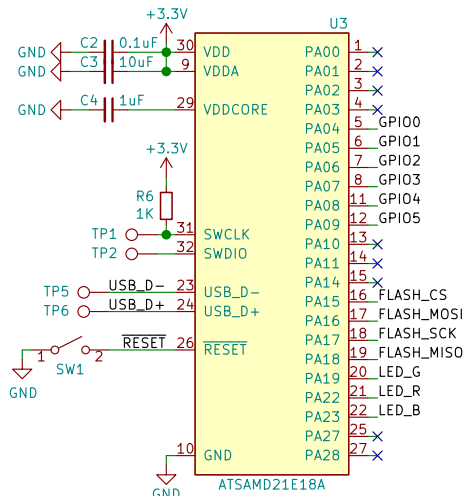 +3.3V
U3
GND C2 0.1uF 30 VDD PA00 1
GND C3 10uF 9 VDDA PA01 2
PA02 3
GND C4 1uF 29 VDDCORE PA03 4
PA04 5 GPIO0
PA05 6 GPIO1
+3.3V PA06 7 GPIO2
PA07 8 GPIO3
R6 1K PA08 11 GPIO4
PA09 12 GPIO5
TP1 31 SWCLK PA10 13
TP2 32 SWDIO PA11 14
PA14 15
TP5 USB_D- 23 USB_D- PA15 16 FLASH_CS
TP6 USB_D+ 24 USB_D+ PA16 17 FLASH_MOSI
PA17 18 FLASH_SCK
1 SW1 2 RESET 26 RESET PA18 19 FLASH_MISO
GND PA19 20 LED_G
PA22 21 LED_R
PA23 22 LED_B
PA27 25
10 GND PA28 27
GND
ATSAMD21E18A